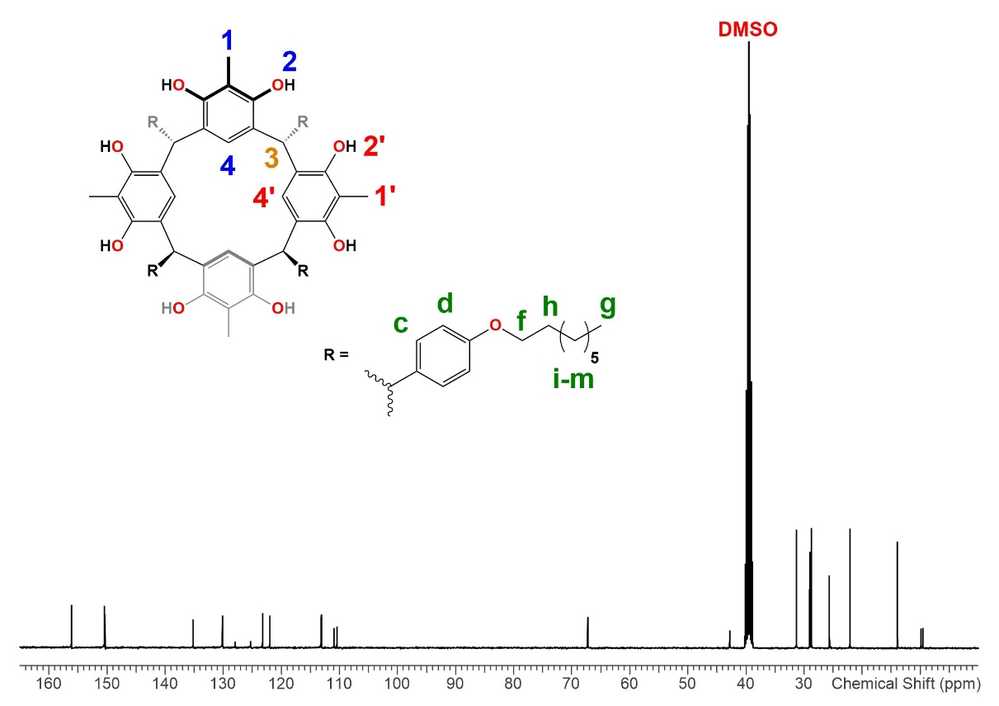 DMSO
1
2
HO
OH
R
R
HO
OH
2'
4
3
4'
1'
HO
OH
R
R
HO
OH
d
h
g
c
O
f
R =
5
i-m
160
150
140
130
120
110
100
90
80
70
60
50
40
30
Chemical Shift (ppm)